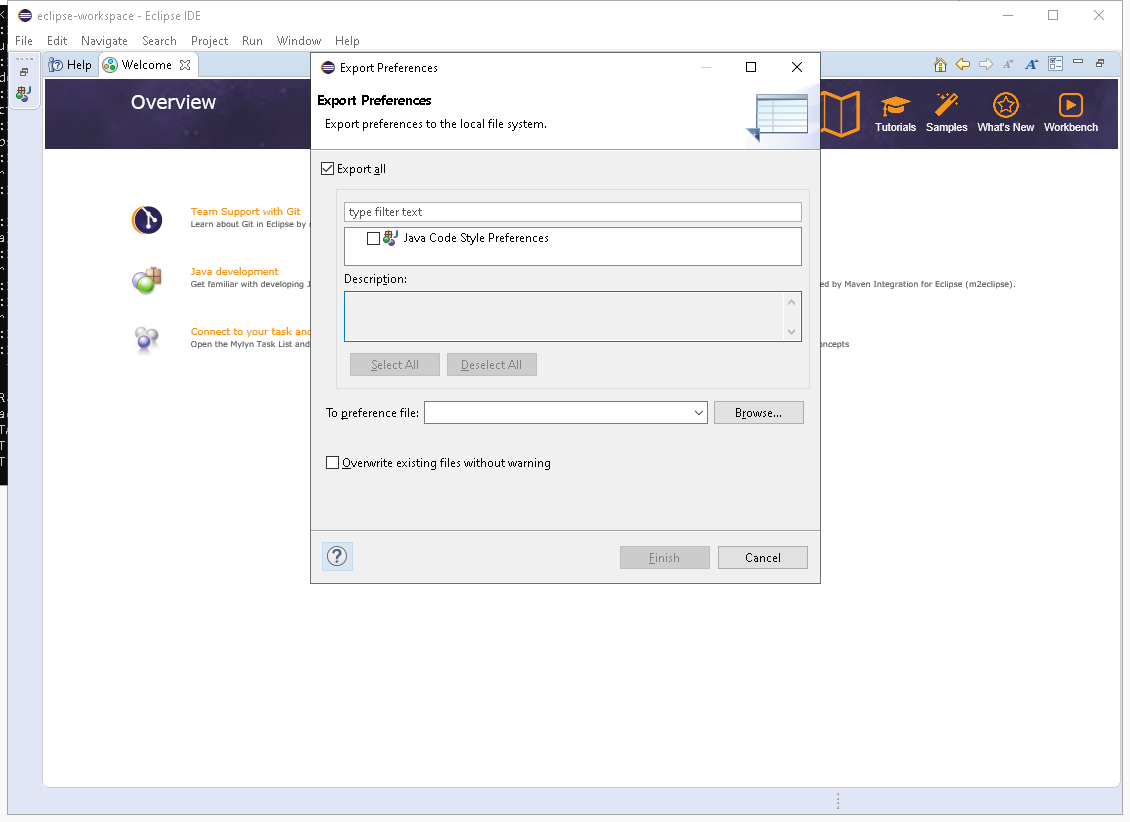 eclipse-workspace - Eclipse IDE
File Edit Navigate Search Project Run Window Help
Help Welcome
Overview
Tutorials Samples What's New Workbench
Team Support with Git
Learn about Git in Eclipse by
Java development
Get familiar with developing J
ed by Maven Integration for Eclipse (m2eclipse).
Connect to your task and
Open the Mylyn Task List and
oncepts
Export Preferences
Export Preferences
Export preferences to the local file system.
Export all
type filter text
Java Code Style Preferences
Description:
Select All Deselect All
To preference file: Browse...
Overwrite existing files without warning
? Finish Cancel